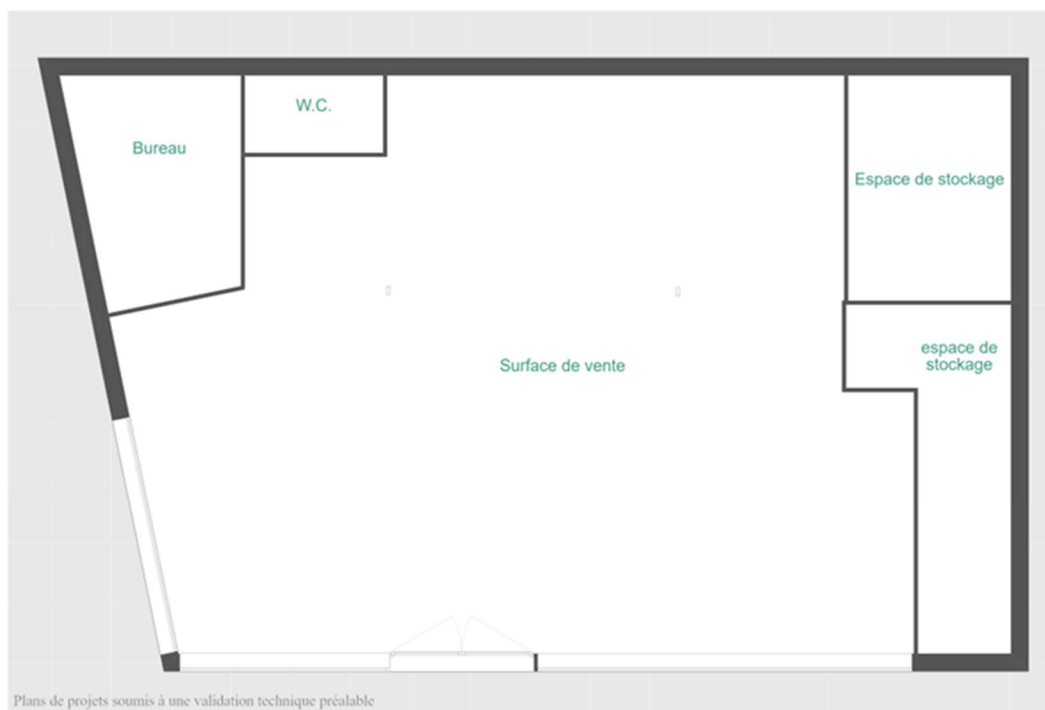 W.C.
Bureau
Espace de stockage
espace de
stockage
Surface de vente
Plans de projets soumis à une validation technique préalable